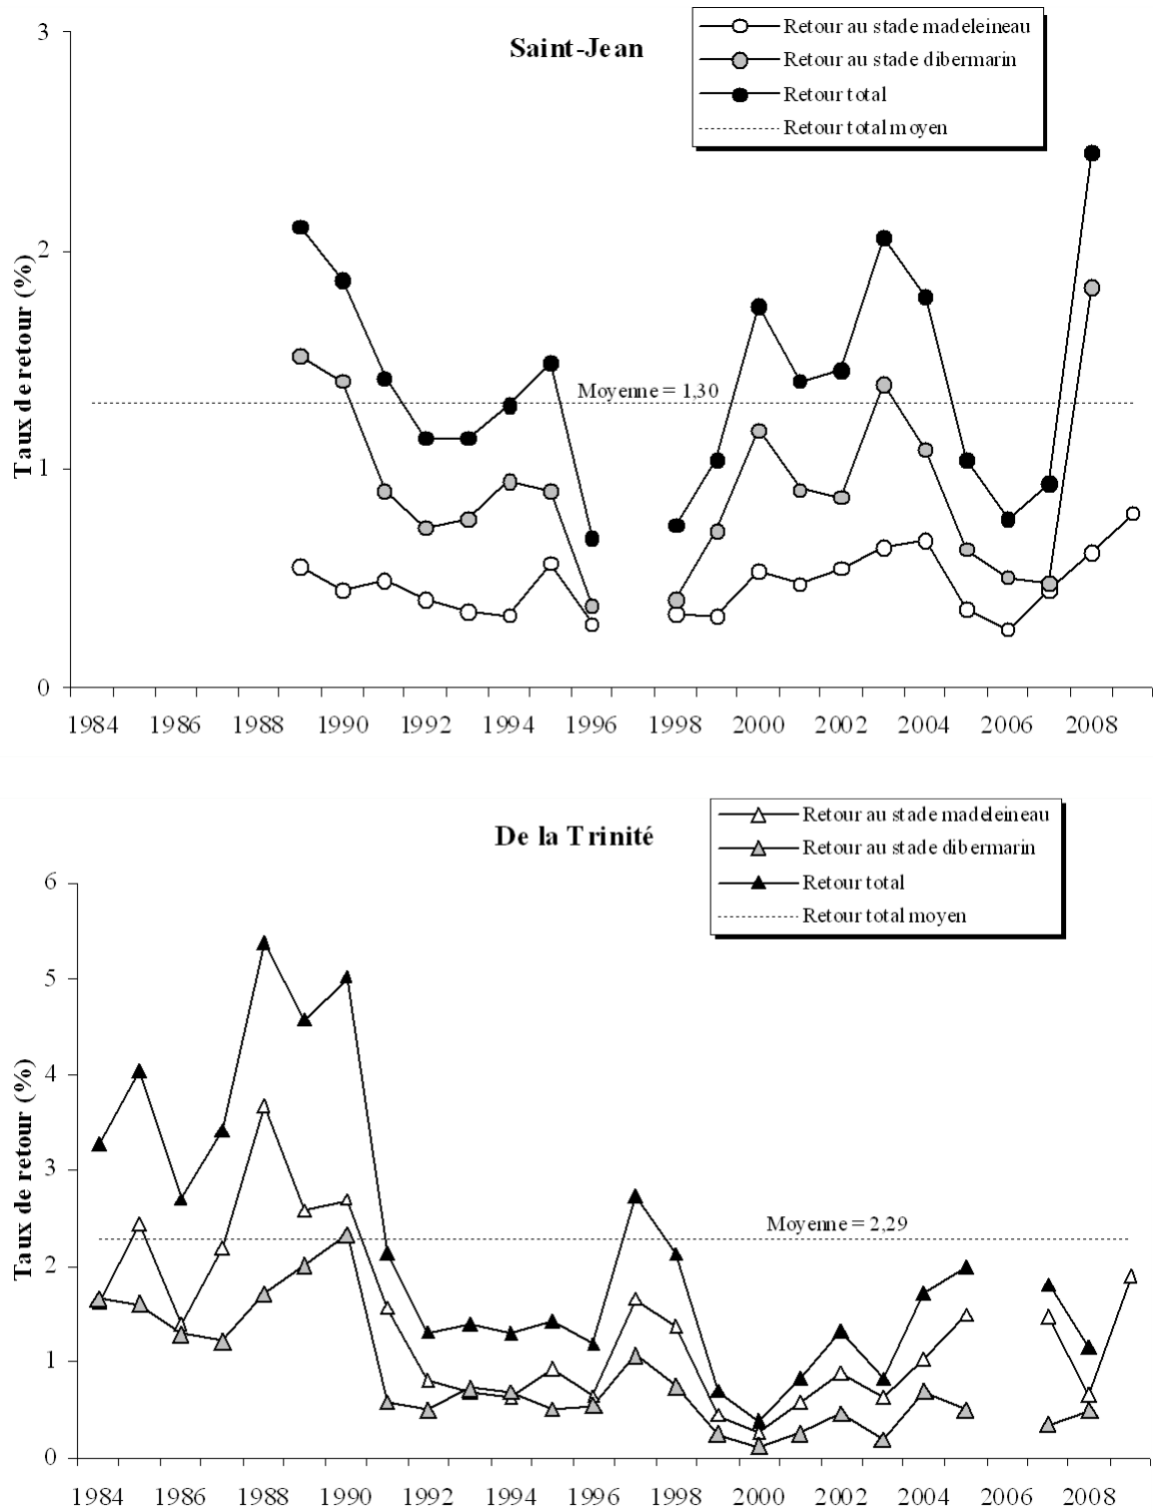 Saint-Jean
Retour au stade madeleineau
Retour au stade dibermarin
Retour total
Retour total moyen
Taux de retour (%)
3
2
1
0
Moyenne = 1,30
1984 1986 1988 1990 1992 1994 1996 1998 2000 2002 2004 2006 2008
De la Trinité
Retour au stade madeleineau
Retour au stade dibermarin
Retour total
Retour total moyen
Taux de retour (%)
6
5
4
3
2
1
0
Moyenne = 2,29
1984 1986 1988 1990 1992 1994 1996 1998 2000 2002 2004 2006 2008